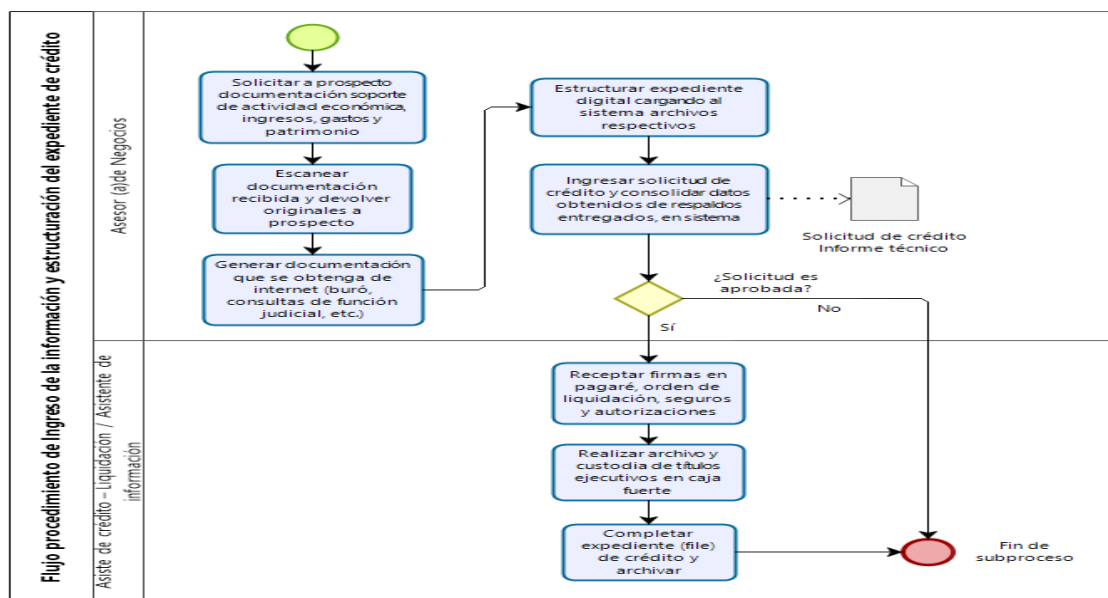 Flujo procedimiento de Ingreso de la información y estructuración del expediente de crédito
Asesor (a)de Negocios
Solicitar a prospecto
documentación soporte
de actividad económica,
ingresos, gastos y
patrimonio
Escanear
documentación
recibida y devolver
originales a
prospecto
Generar documentación
que se obtenga de
internet (buró,
consultas de función
judicial, etc.)
Estructurar expediente
digital cargando al
sistema archivos
respectivos
Ingresar solicitud de
crédito y consolidar datos
obtenidos de respaldos
entregados, en sistema
Solicitud de crédito
Informe técnico
¿Solicitud es
aprobada?
No
Sí
Asiste de crédito – Liquidación / Asistente de
información
Receptar firmas en
pagaré, orden de
liquidación, seguros
y autorizaciones
Realizar archivo y
custodia de títulos
ejecutivos en caja
fuerte
Completar
expediente (file)
de crédito y
archivar
Fin de
subproceso